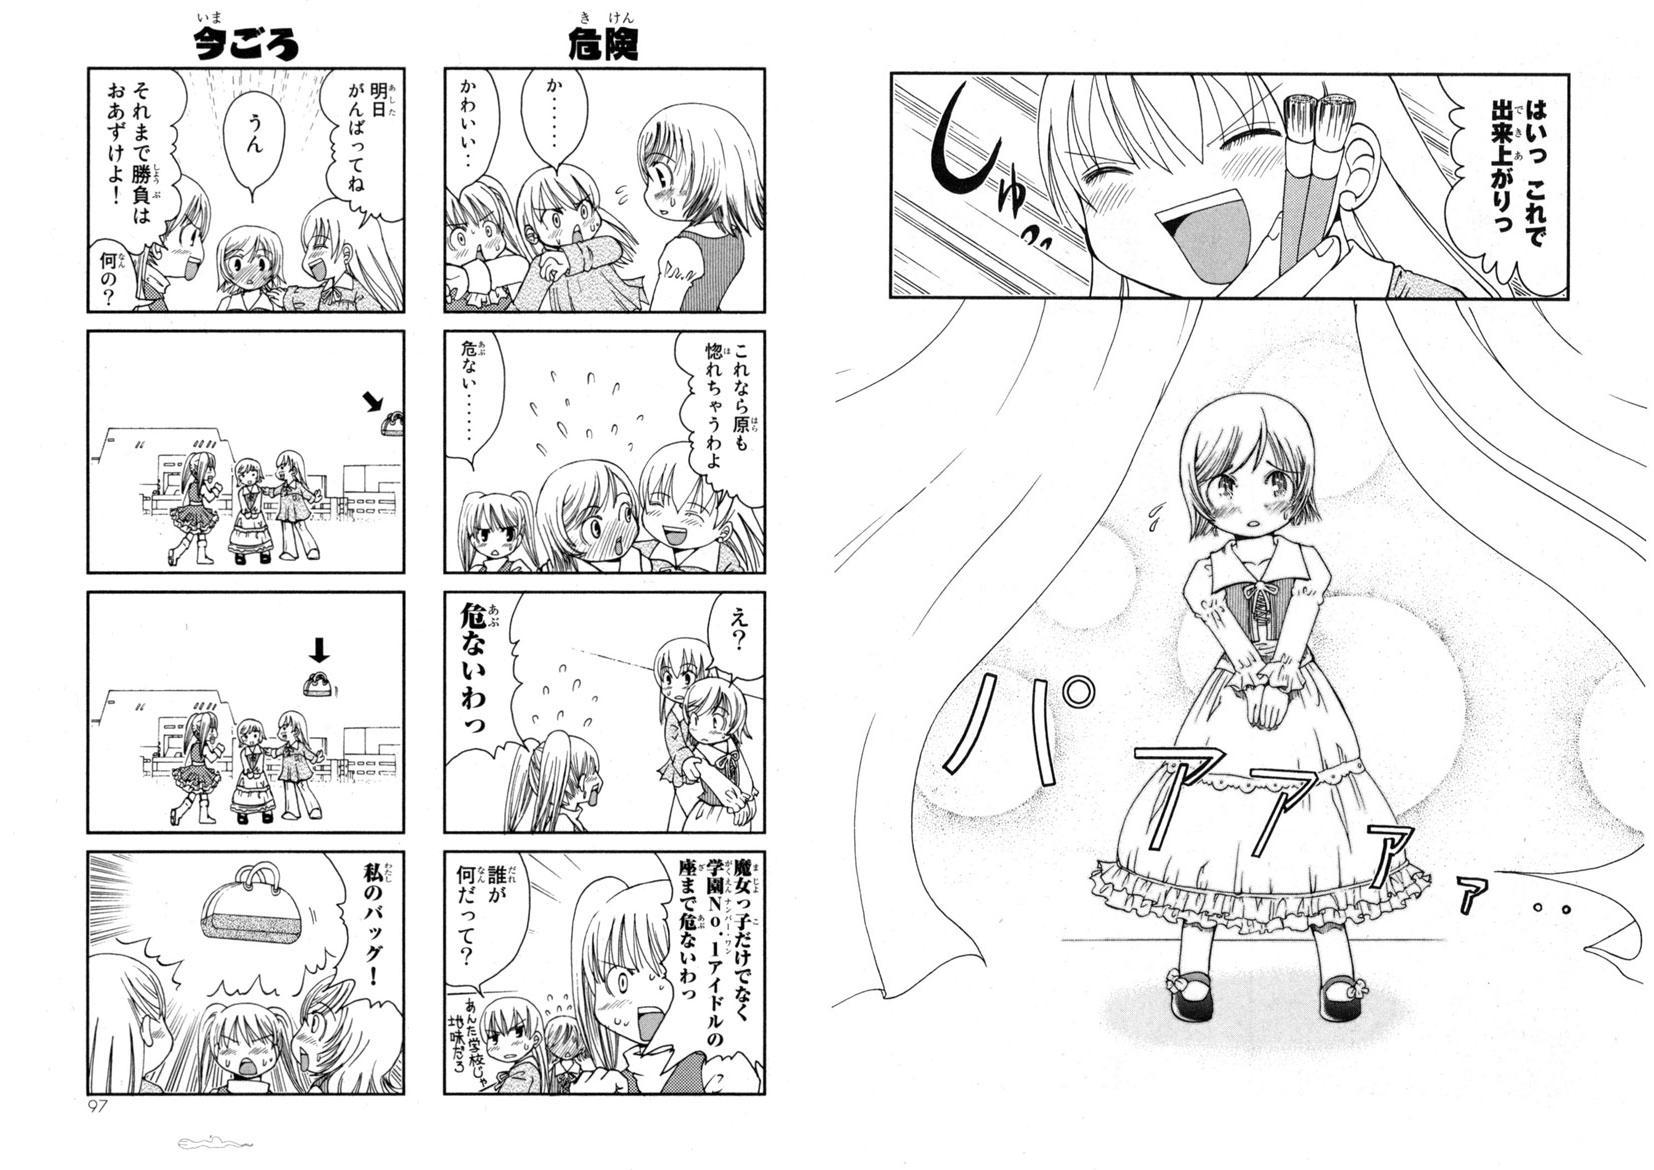 はいっ これで
出来上がりっ
しゅっ
パアアアァ‥
危険
か‥‥‥
かわいい‥
これなら原も
惚れちゃうわよ
危ない‥‥‥‥
え?
危ないわっ
魔女っ子だけでなく
学園No.1アイドルの
座まで危ないわっ
誰が
何だって?
あんた学校じゃ
地味だろ
今ごろ
明日
がんばってね
うん
それまで勝負は
おあずけよ!
何の?
私のバッグ!
97